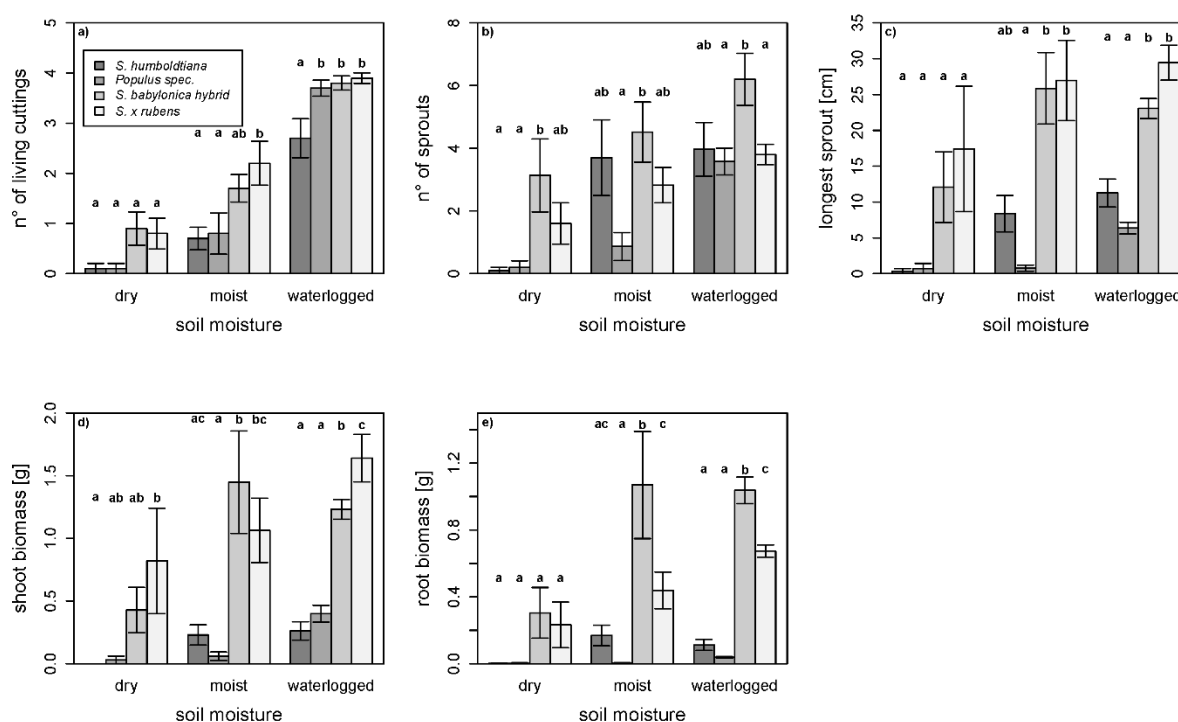 a)
n° of living cuttings
5
4
3
2
1
0
S. humboldtiana
Populus spec.
S. babylonica hybrid
S. x rubens
a a a a
a a ab b
a b b b
dry moist waterlogged
soil moisture
b)
n° of sprouts
8
6
4
2
0
a a b ab
ab a b ab
ab a b a
dry moist waterlogged
soil moisture
c)
longest sprout [cm]
35
30
25
20
15
10
5
0
a a a a
ab a b b
a a b b
dry moist waterlogged
soil moisture
d)
shoot biomass [g]
2.0
1.5
1.0
0.5
0.0
a ab ab b
ac a b bc
a a b c
dry moist waterlogged
soil moisture
e)
root biomass [g]
1.2
0.8
0.4
0.0
a a a a
ac a b c
a a b c
dry moist waterlogged
soil moisture